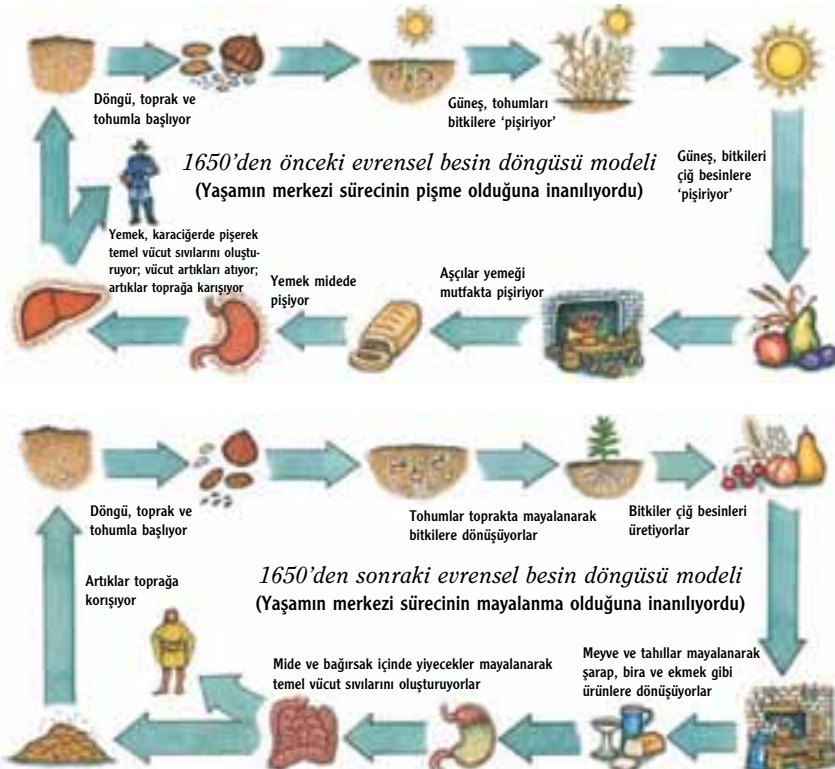 Döngü, toprak ve
tohumla başlıyor
Güneş, tohumları
bitkilere ‘pişiriyor’
1650’den önceki evrensel besin döngüsü modeli
(Yaşamın merkezi sürecinin pişme olduğuna inanılıyordu)
Güneş, bitkileri
çiğ besinlere
‘pişiriyor’
Yemek, karaciğerde pişerek
temel vücut sıvılarını oluştu-
ruyor; vücut artıkları atıyor;
artıklar toprağa karışıyor
Yemek midede
pişiyor
Aşçılar yemeği
mutfakta pişiriyor
Döngü, toprak ve
tohumla başlıyor
Tohumlar toprakta mayalanarak
bitkilere dönüşüyorlar
Bitkiler çiğ besinleri
üretiyorlar
Artıklar toprağa
korışıyor
1650’den sonraki evrensel besin döngüsü modeli
(Yaşamın merkezi sürecinin mayalanma olduğuna inanılıyordu)
Mide ve bağırsak içinde yiyecekler mayalanarak
temel vücut sıvılarını oluşturuyorlar
Meyve ve tahıllar mayalanarak
şarap, bira ve ekmek gibi
ürünlere dönüşüyorlar